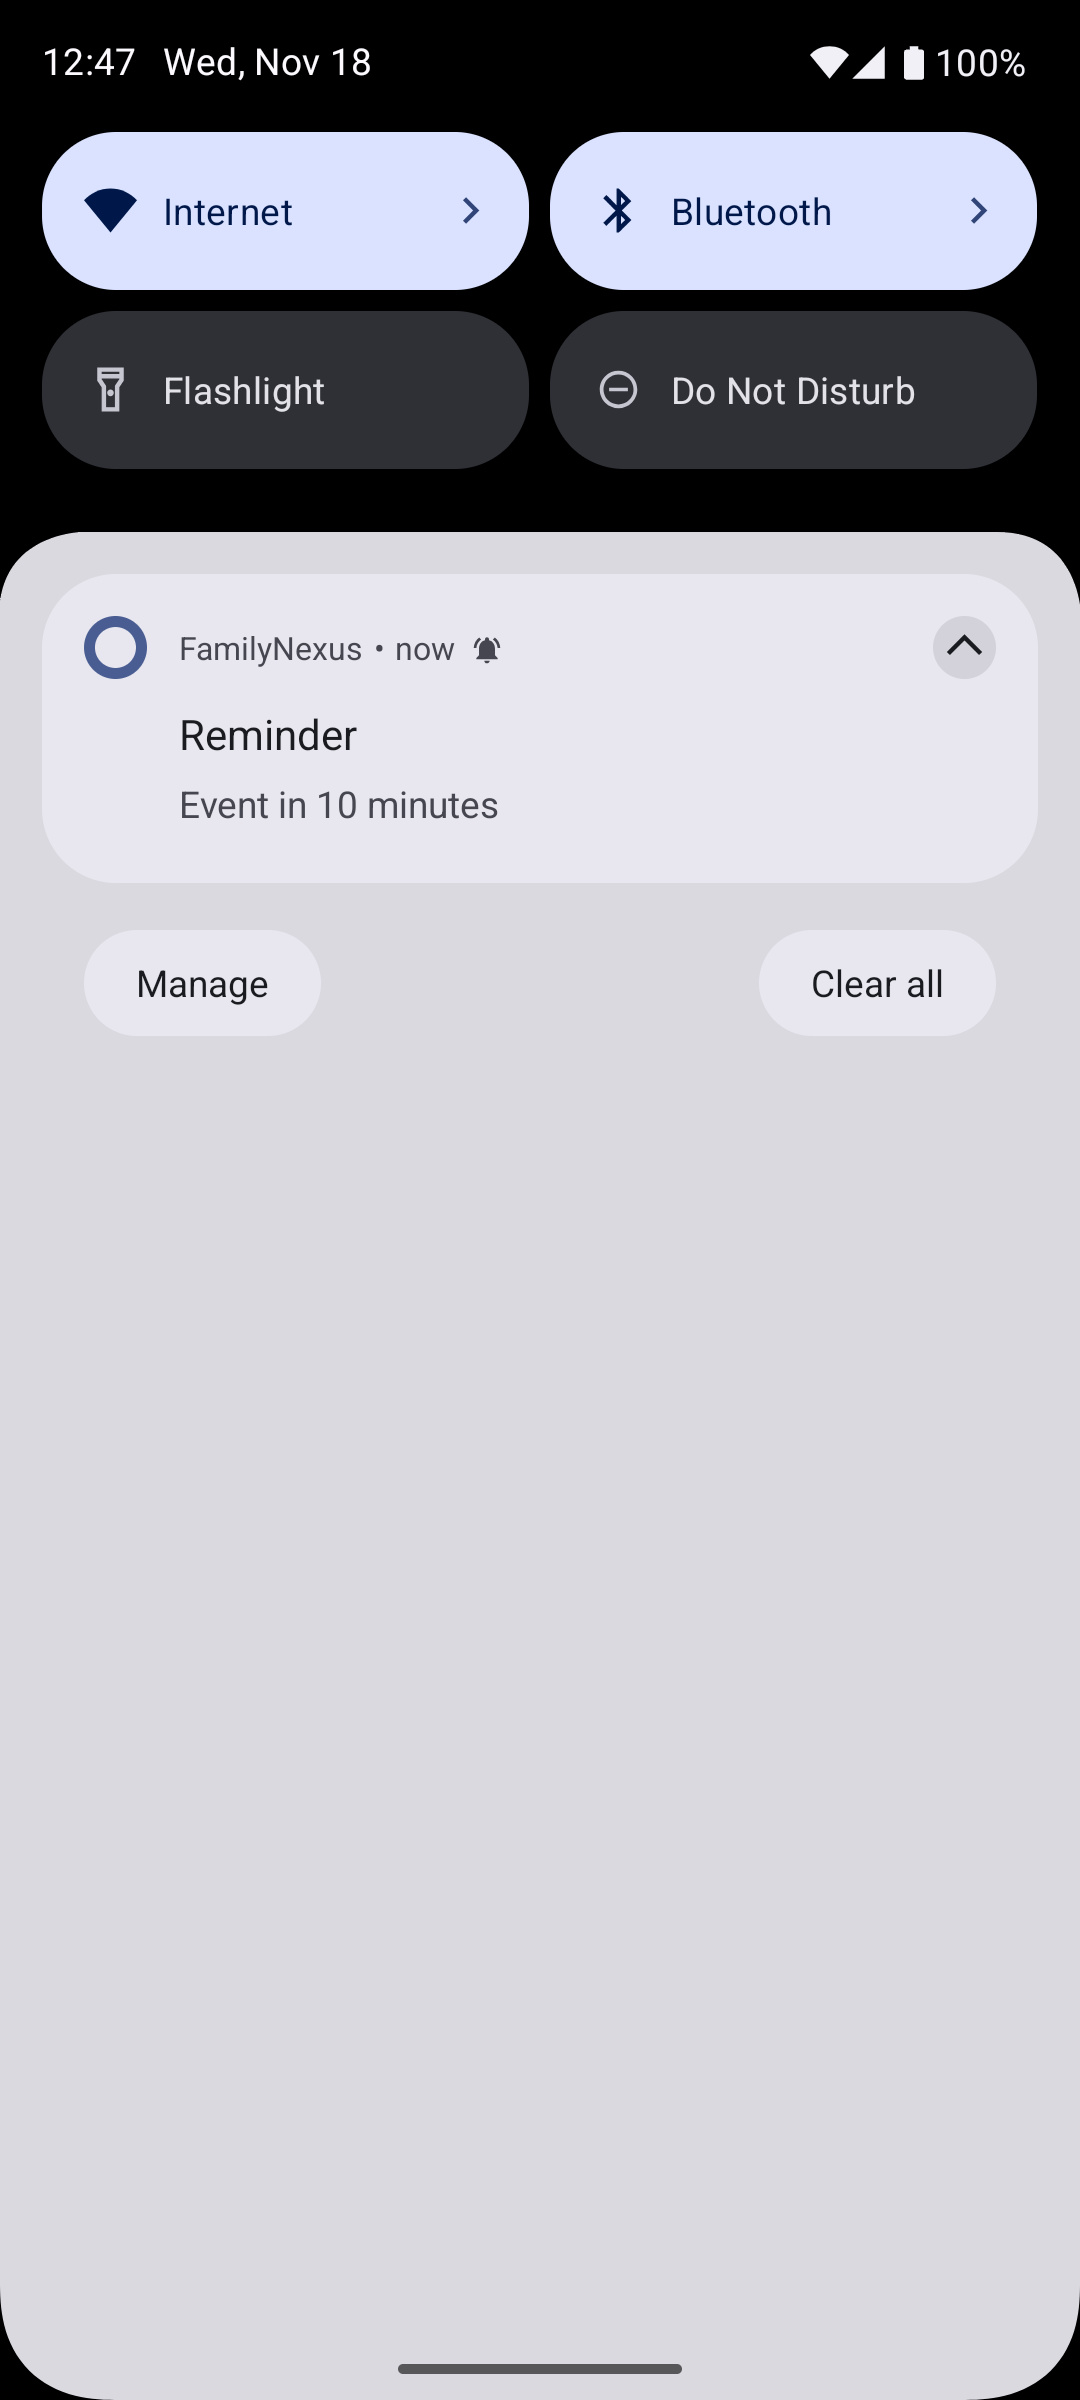 12:47 Wed, Nov 18 100%
Internet Bluetooth
Flashlight Do Not Disturb
FamilyNexus • now
Reminder
Event in 10 minutes
Manage Clear all